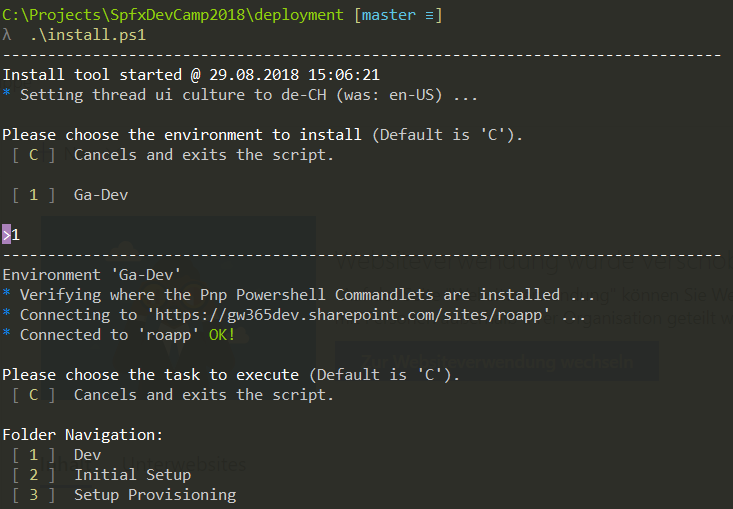 C:\Projects\SpfxDevCamp2018\deployment [master ≡]
λ .\install.ps1
--------------------------------------------------------------------------------
Install tool started @ 29.08.2018 15:06:21
* Setting thread ui culture to de-CH (was: en-US) ...
Please choose the environment to install (Default is 'C').
[ C ] Cancels and exits the script.
[ 1 ] Ga-Dev
>1
--------------------------------------------------------------------------------
Environment 'Ga-Dev'
* Verifying where the Pnp Powershell Commandlets are installed ...
* Connecting to 'https://gw365dev.sharepoint.com/sites/roapp' ...
* Connected to 'roapp' OK!
Zur Websiteverwendung wechseln
Please choose the task to execute (Default is 'C').
[ C ] Cancels and exits the script.
Folder Navigation:
[ 1 ] Dev
[ 2 ] Initial Setup
[ 3 ] Setup Provisioning